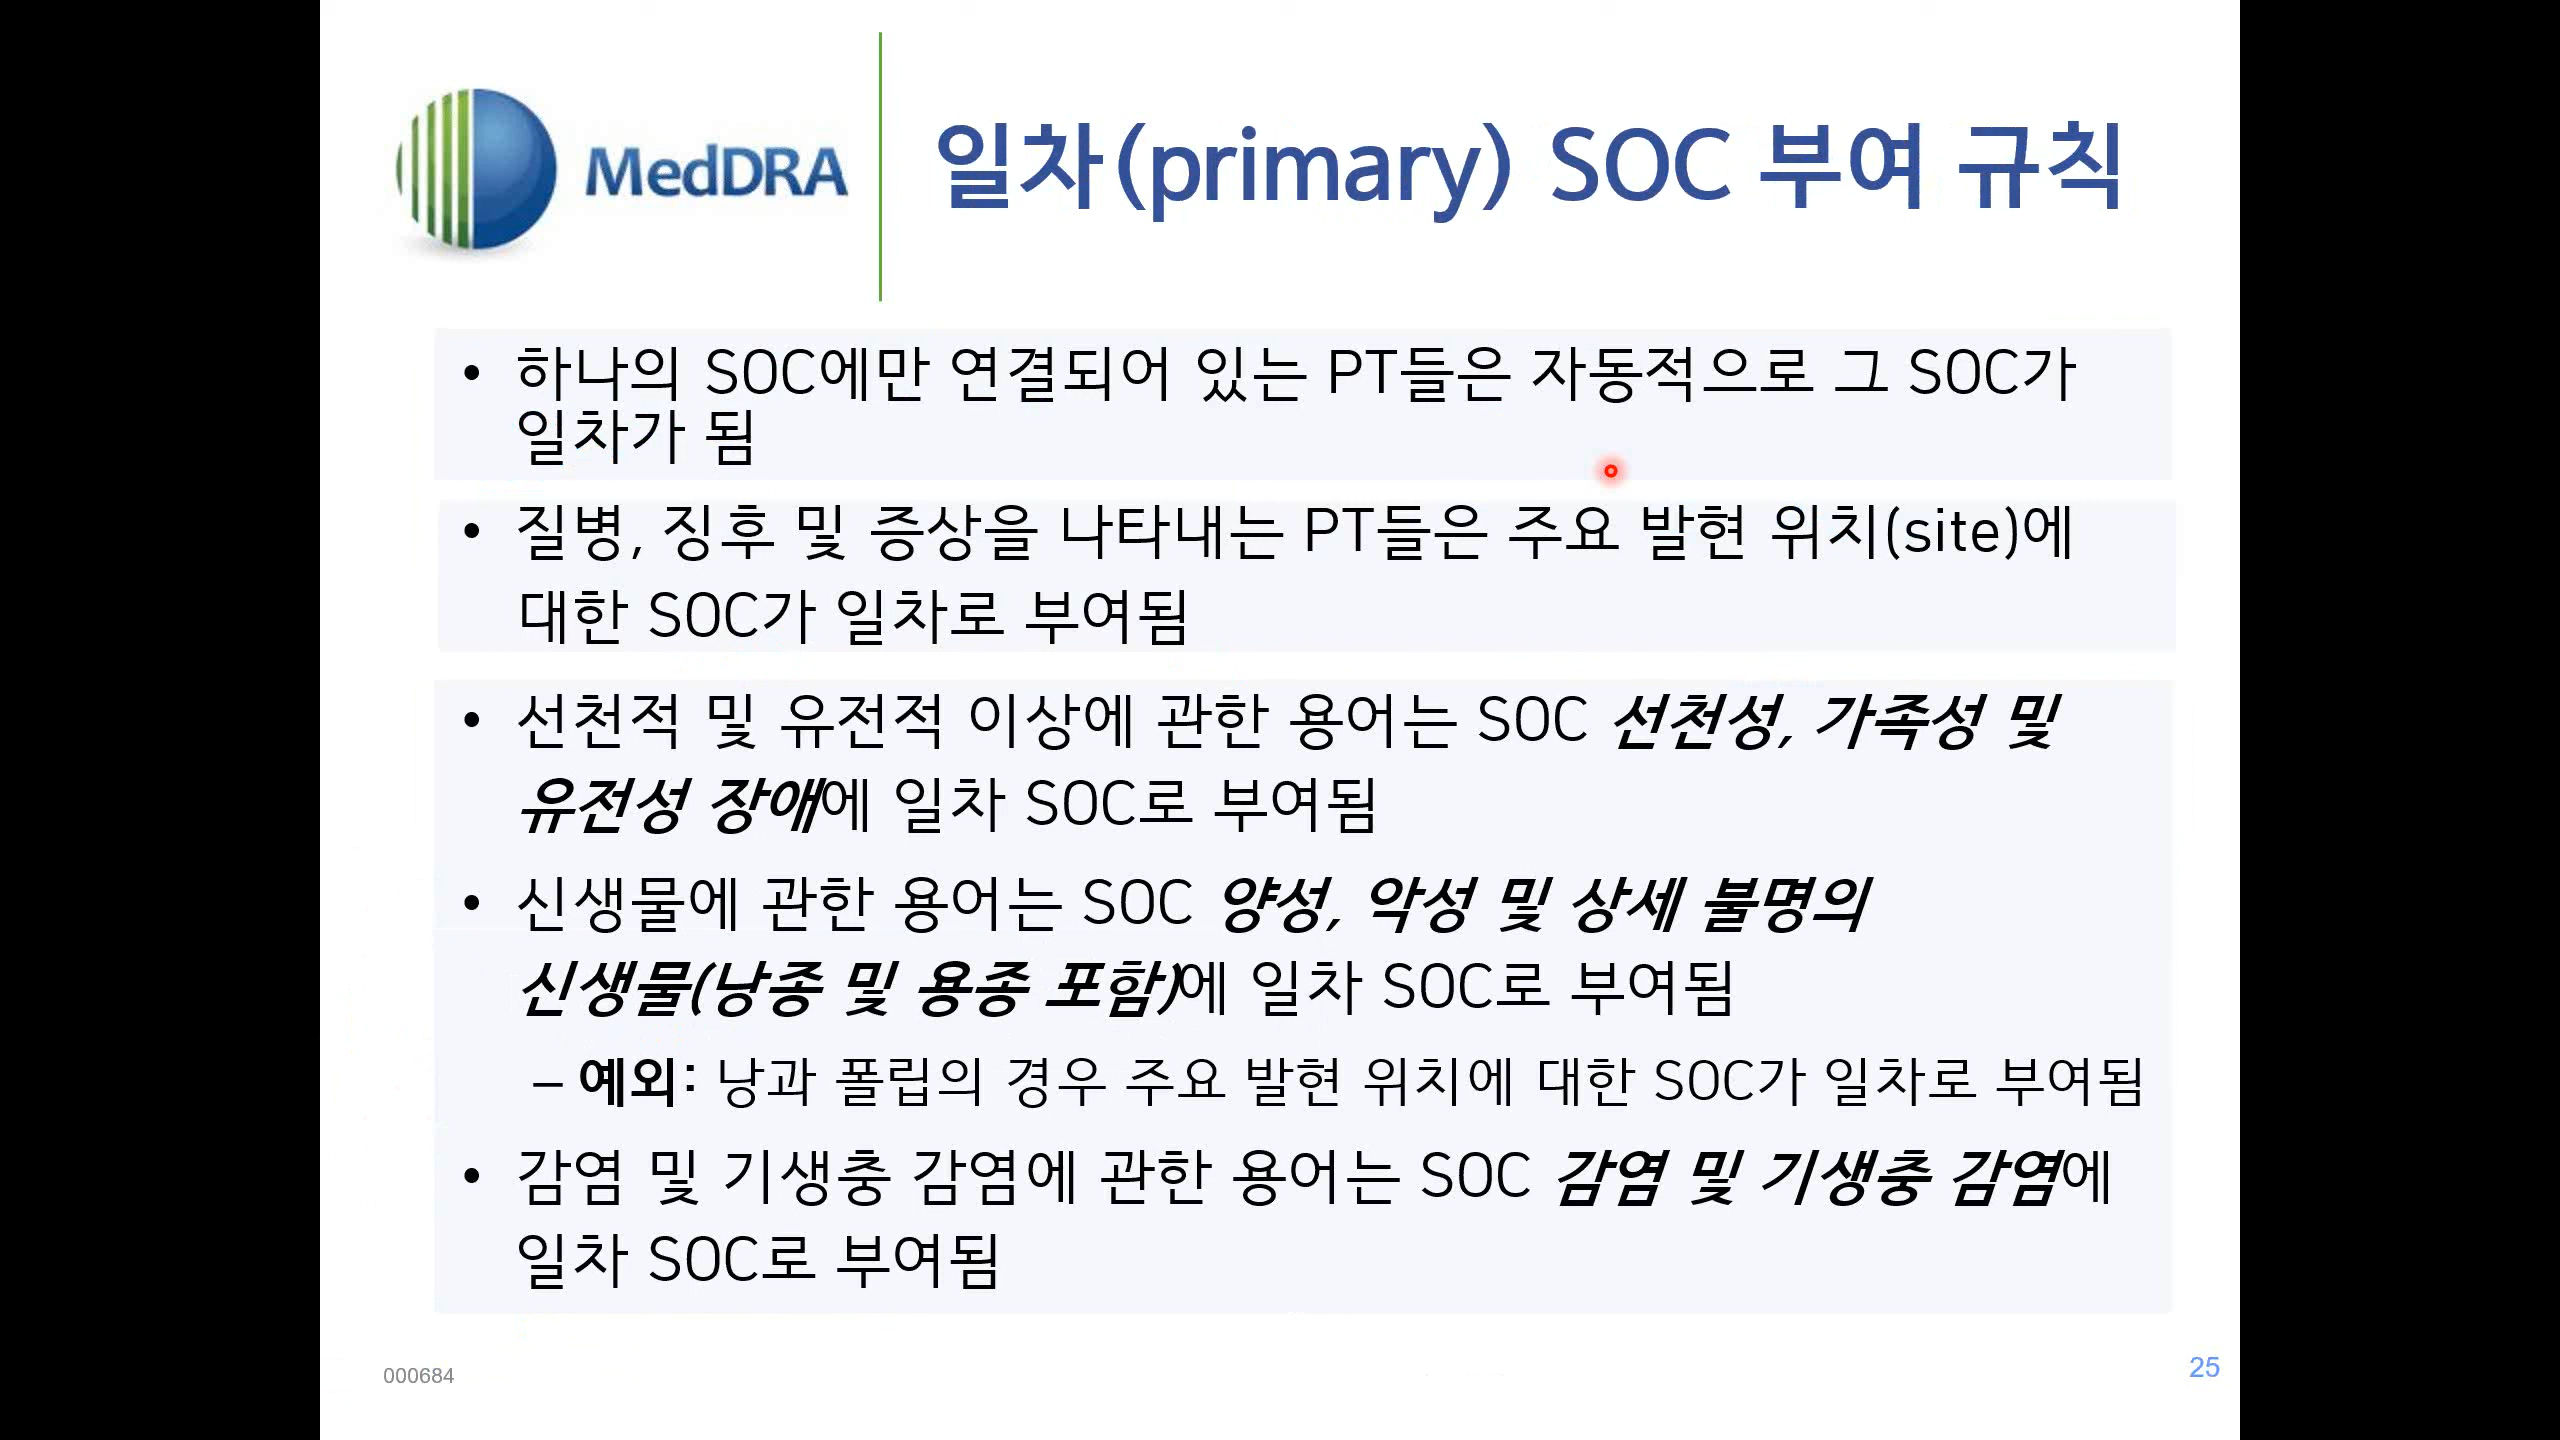 MedDRA
일차(primary) SOC 부여 규칙
• 하나의 SOC에만 연결되어 있는 PT들은 자동적으로 그 SOC가
일차가 됨
• 질병, 징후 및 증상을 나타내는 PT들은 주요 발현 위치(site)에
대한 SOC가 일차로 부여됨
• 선천적 및 유전적 이상에 관한 용어는 SOC 선천성, 가족성 및
유전성 장애에 일차 SOC로 부여됨
• 신생물에 관한 용어는 SOC 양성, 악성 및 상세 불명의
신생물(낭종 및 용종 포함)에 일차 SOC로 부여됨
– 예외: 낭과 폴립의 경우 주요 발현 위치에 대한 SOC가 일차로 부여됨
• 감염 및 기생충 감염에 관한 용어는 SOC 감염 및 기생충 감염에
일차 SOC로 부여됨
000684
25